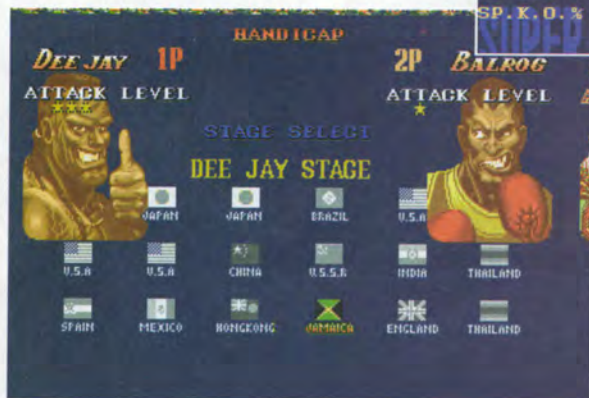 SP.K.O.%
SUPER
HANDICAP
DEE JAY 1P 2P BALROG
ATTACK LEVEL ATTACK LEVEL
STAGE SELECT
DEE JAY STAGE
JAPAN JAPAN BRAZIL U.S.A
U.S.A U.S.A CHINA U.S.S.R INDIA THAILAND
SPAIN MEXICO HONGKONG JAMAICA ENGLAND THAILAND